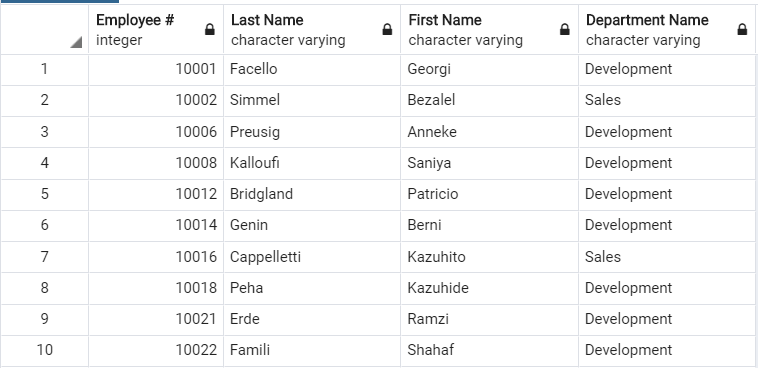 Employee # Last Name First Name Department Name
integer character varying character varying character varying
1 10001 Facello Georgi Development
2 10002 Simmel Bezalel Sales
3 10006 Preusig Anneke Development
4 10008 Kalloufi Saniya Development
5 10012 Bridgland Patricio Development
6 10014 Genin Berni Development
7 10016 Cappelletti Kazuhito Sales
8 10018 Peha Kazuhide Development
9 10021 Erde Ramzi Development
10 10022 Famili Shahaf Development